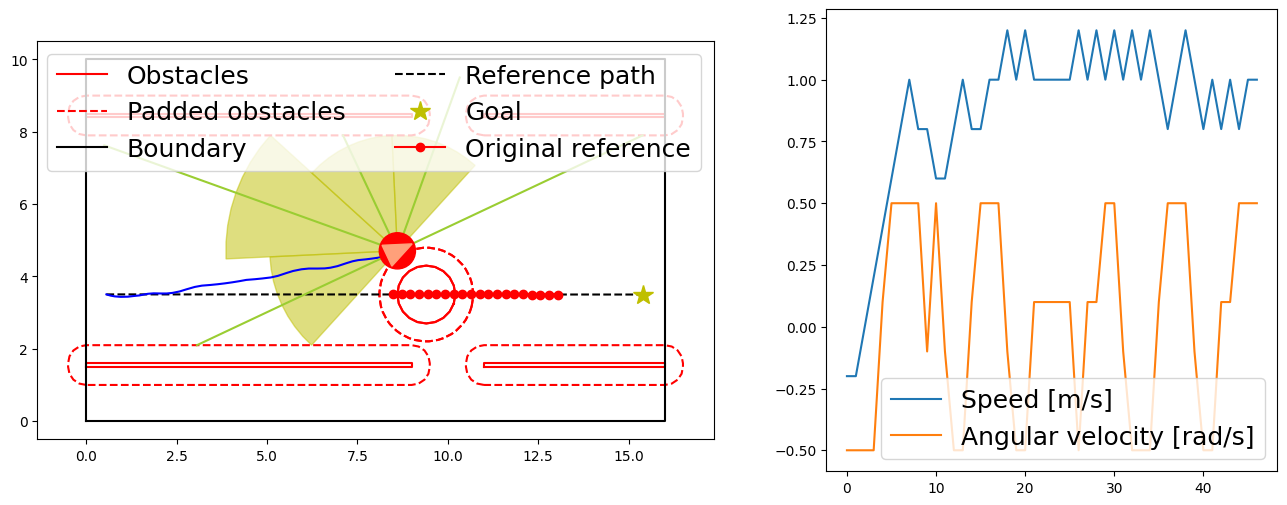 10
8
6
4
2
0
0.0 2.5 5.0 7.5 10.0 12.5 15.0
Obstacles
Padded obstacles
Boundary
Reference path
Goal
Original reference
1.25
1.00
0.75
0.50
0.25
0.00
−0.25
−0.50
0 10 20 30 40
Speed [m/s]
Angular velocity [rad/s]